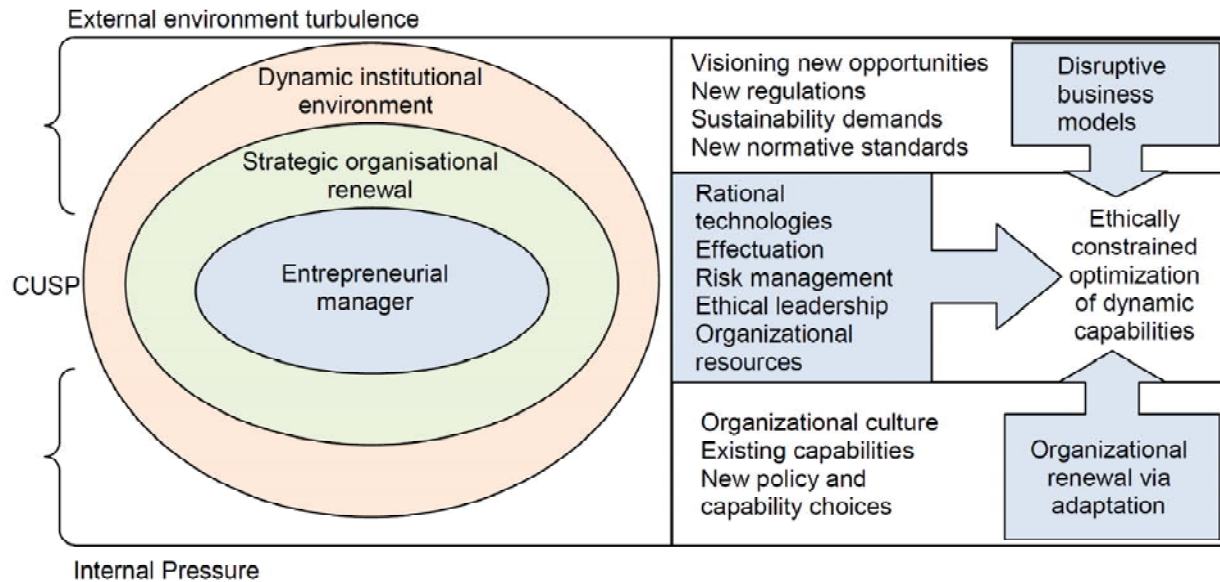 External environment turbulence
Dynamic institutional
environment
Strategic organisational
renewal
Entrepreneurial
manager
CUSP
Internal Pressure
Visioning new opportunities
New regulations
Sustainability demands
New normative standards
Disruptive
business
models
Rational
technologies
Effectuation
Risk management
Ethical leadership
Organizational
resources
Ethically
constrained
optimization
of dynamic
capabilities
Organizational culture
Existing capabilities
New policy and
capability choices
Organizational
renewal via
adaptation